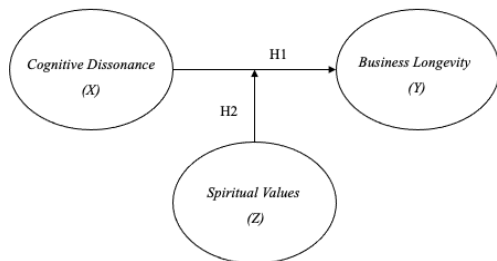 H1
Cognitive Dissonance
(X)
Business Longevity
(Y)
H2
Spiritual Values
(Z)